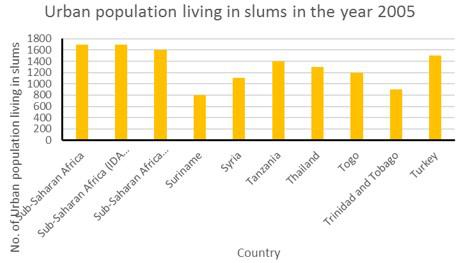 Urban population living in slums in the year 2005
No. of Urban population living in slums
1800
1600
1400
1200
1000
800
600
400
200
0
Sub-Saharan Africa
Sub-Saharan Africa (IDA...
Sub-Saharan Africa...
Suriname
Syria
Tanzania
Thailand
Togo
Trinidad and Tobago
Turkey
Country